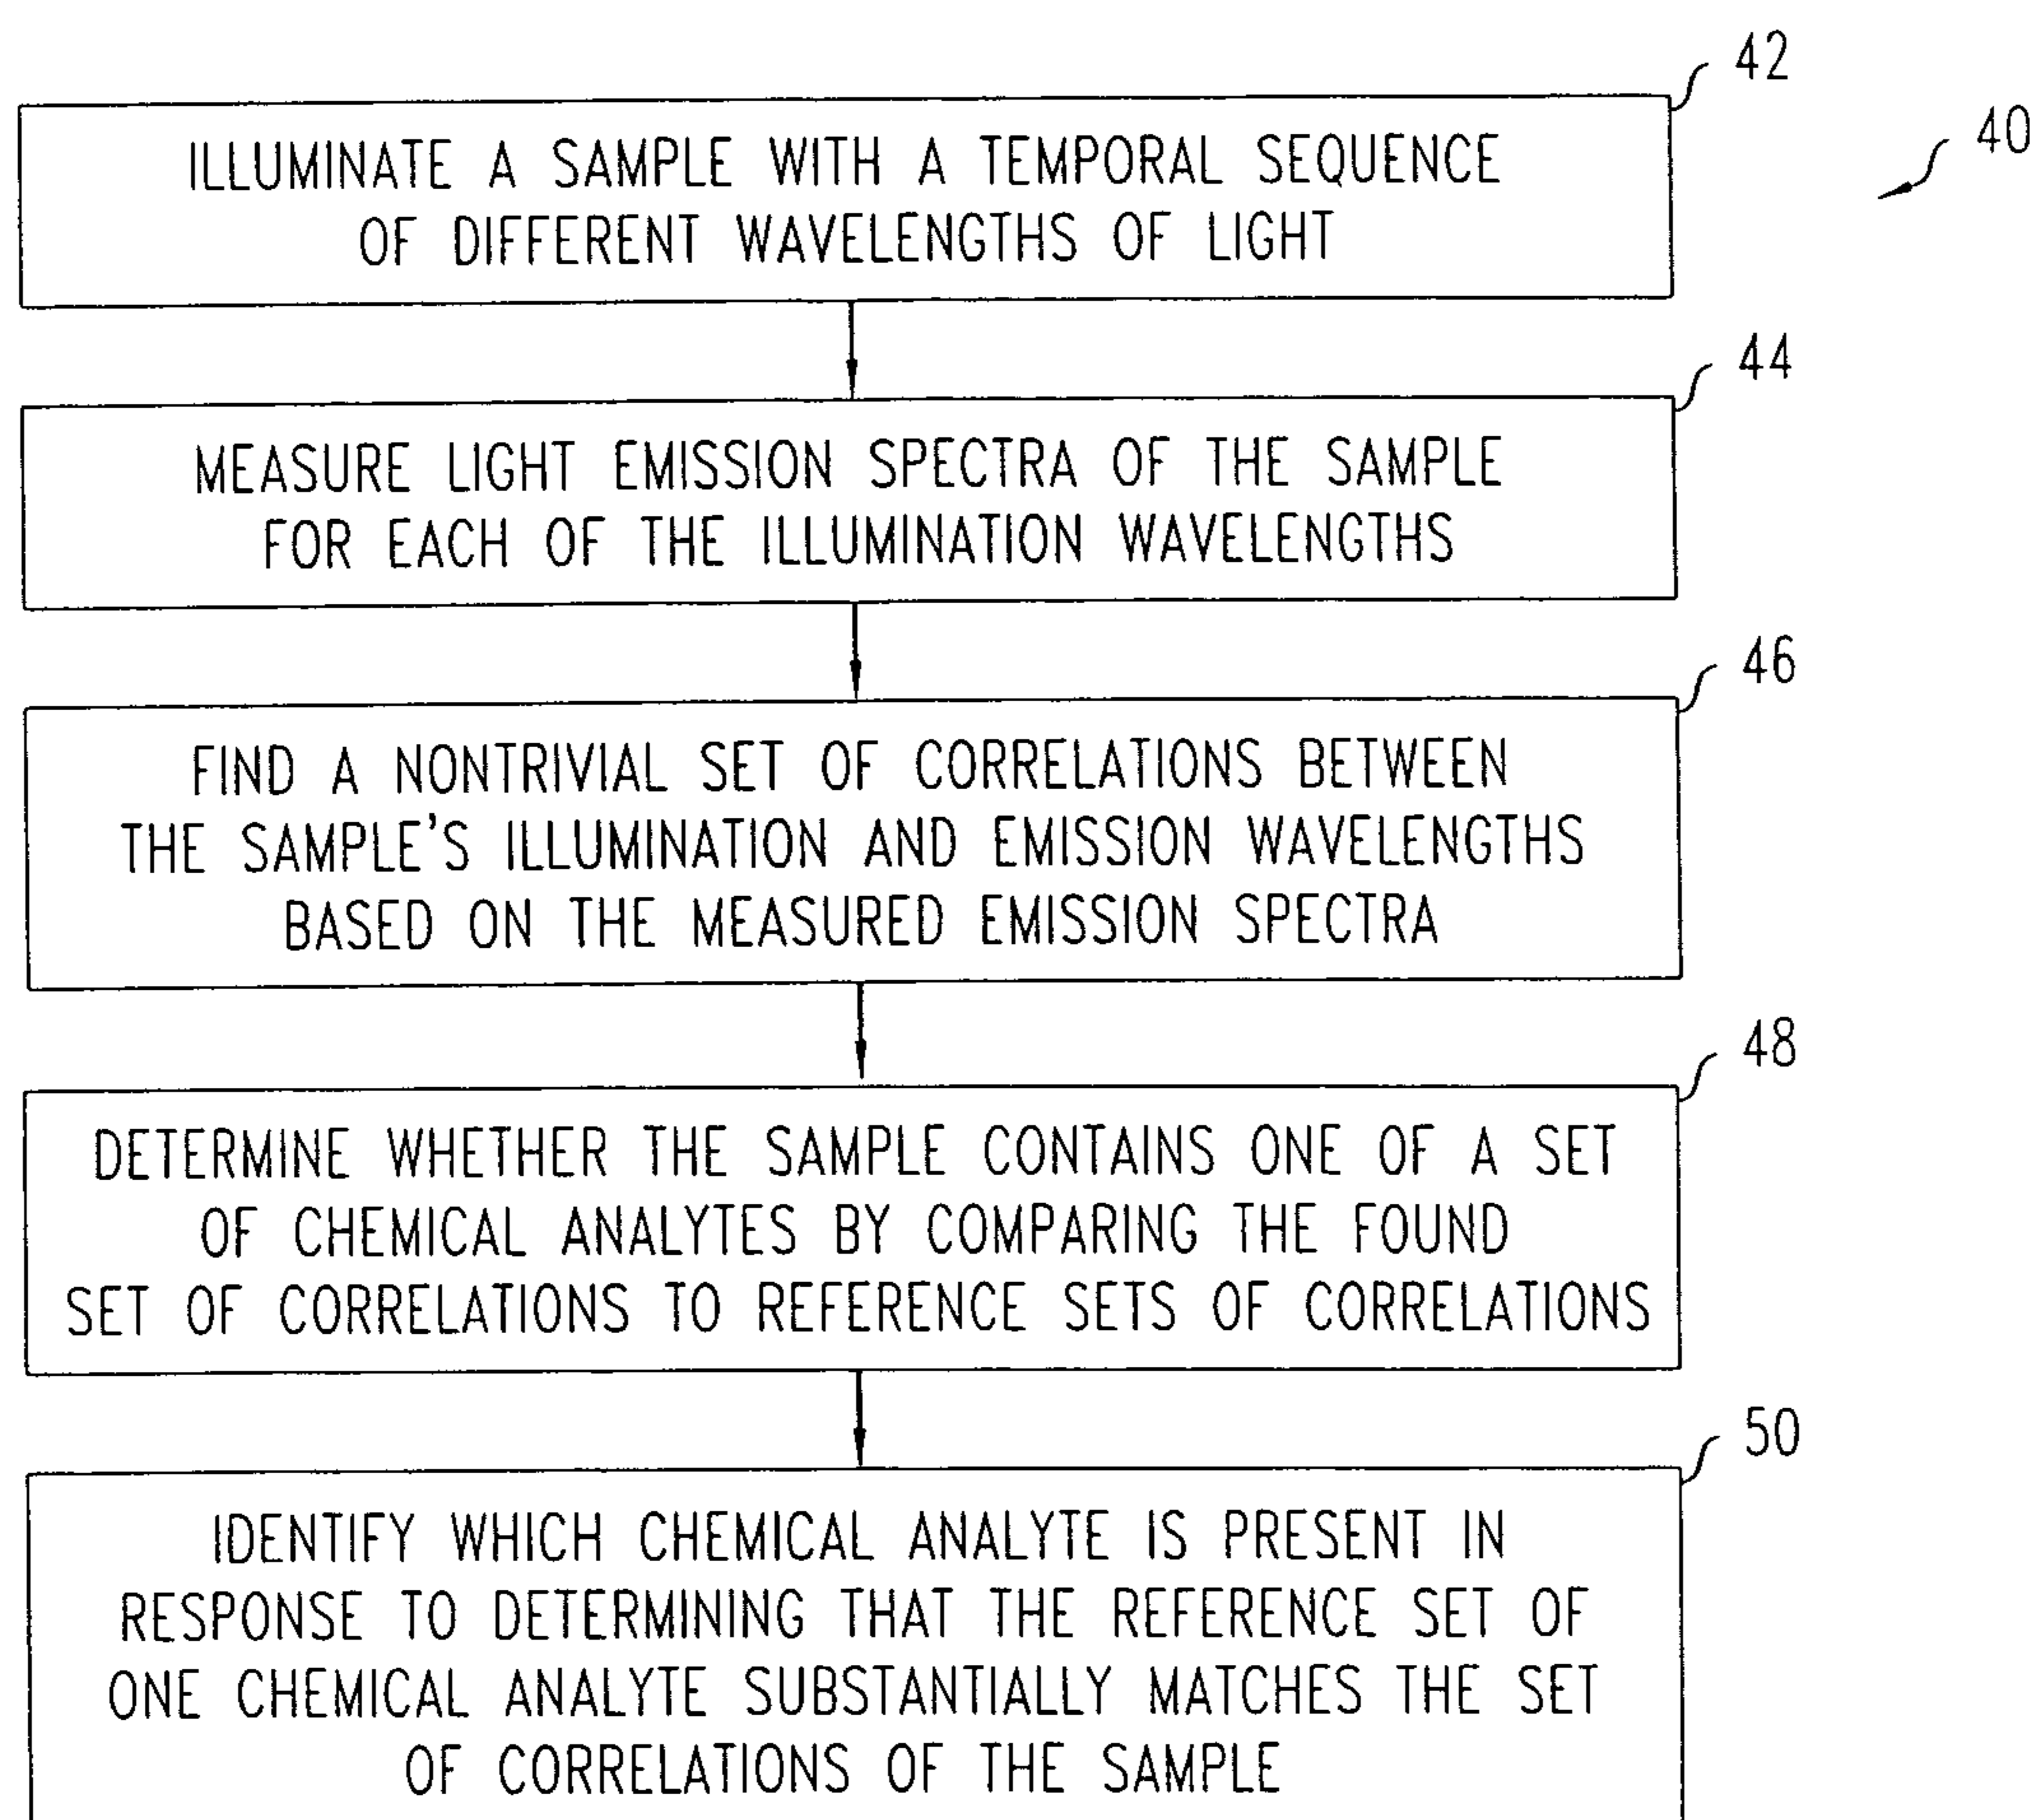 42
40
ILLUMINATE A SAMPLE WITH A TEMPORAL SEQUENCE
OF DIFFERENT WAVELENGTHS OF LIGHT
44
MEASURE LIGHT EMISSION SPECTRA OF THE SAMPLE
FOR EACH OF THE ILLUMINATION WAVELENGTHS
46
FIND A NONTRIVIAL SET OF CORRELATIONS BETWEEN
THE SAMPLE'S ILLUMINATION AND EMISSION WAVELENGTHS
BASED ON THE MEASURED EMISSION SPECTRA
48
DETERMINE WHETHER THE SAMPLE CONTAINS ONE OF A SET
OF CHEMICAL ANALYTES BY COMPARING THE FOUND
SET OF CORRELATIONS TO REFERENCE SETS OF CORRELATIONS
50
IDENTIFY WHICH CHEMICAL ANALYTE IS PRESENT IN
RESPONSE TO DETERMINING THAT THE REFERENCE SET OF
ONE CHEMICAL ANALYTE SUBSTANTIALLY MATCHES THE SET
OF CORRELATIONS OF THE SAMPLE